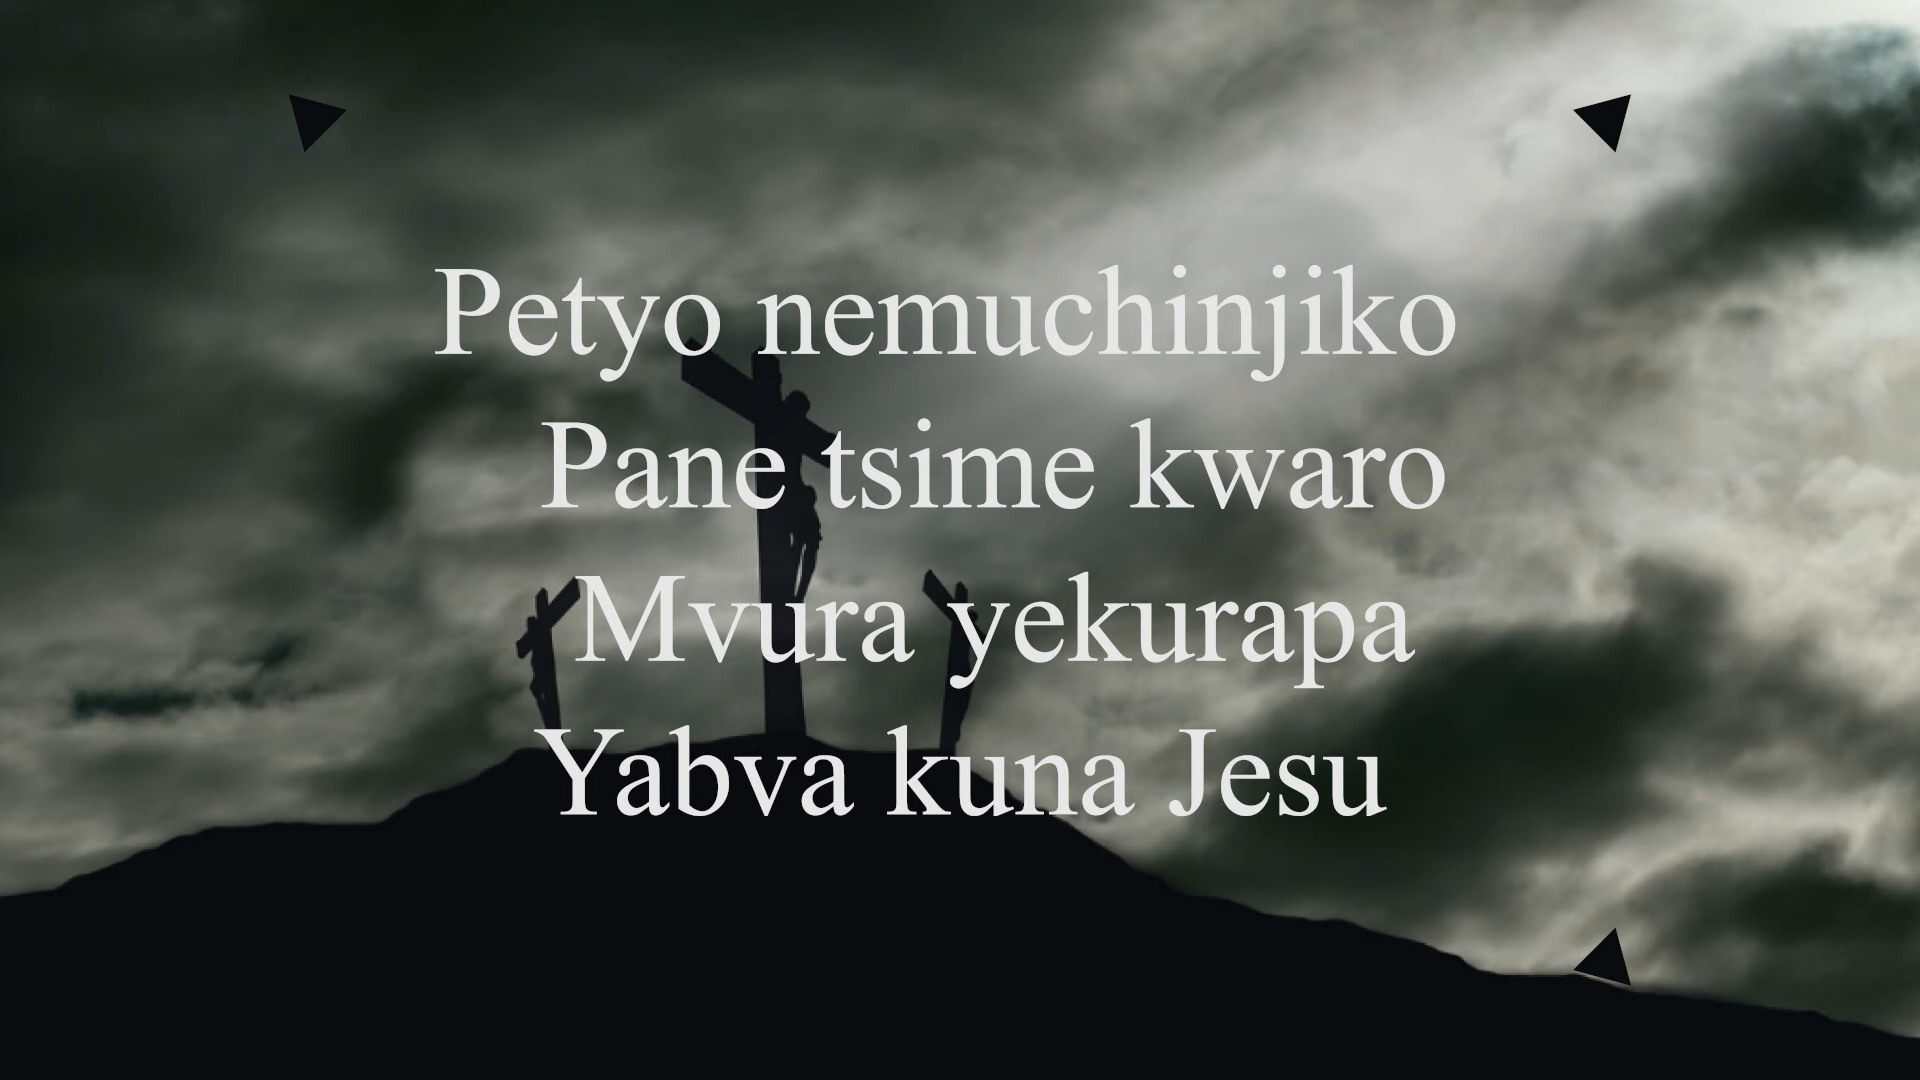 Petyo nemuchinjiko
Pane tsime kwaro
Mvura yekurapa
Yabva kuna Jesu